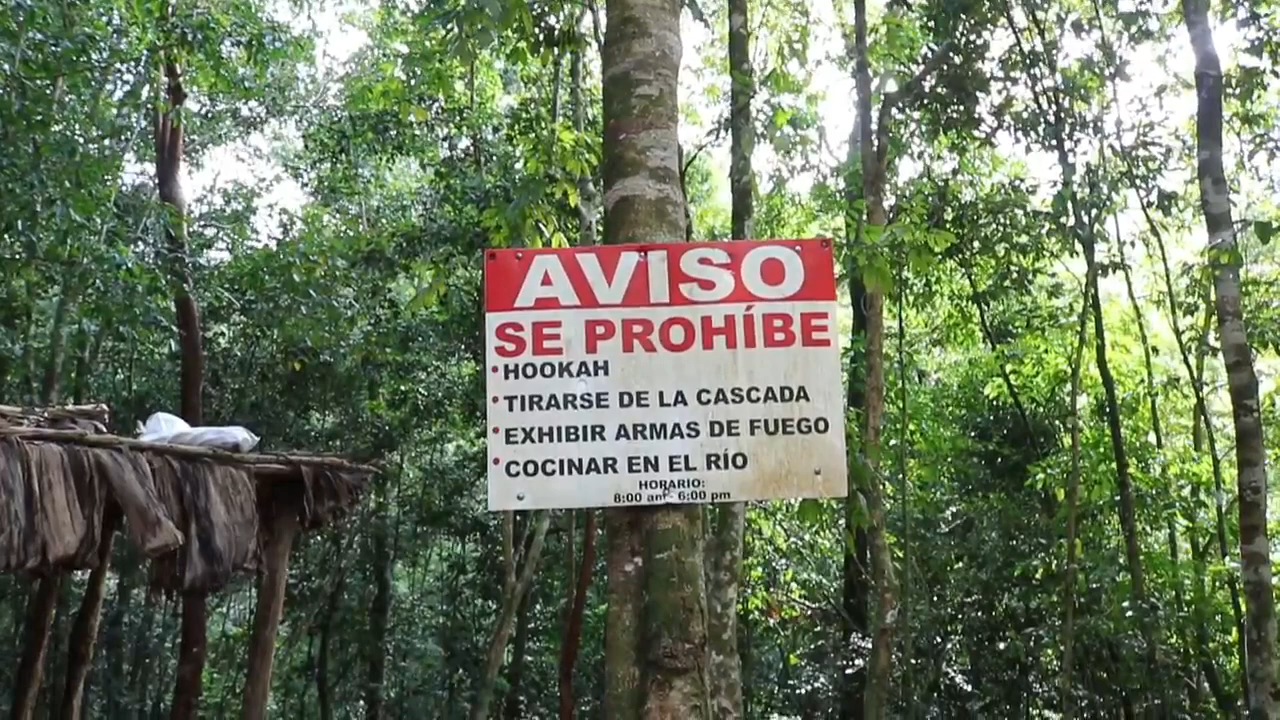 AVISO
SE PROHÍBE
• HOOKAH
• TIRARSE DE LA CASCADA
• EXHIBIR ARMAS DE FUEGO
• COCINAR EN EL RÍO
HORARIO:
8:00 am - 6:00 pm